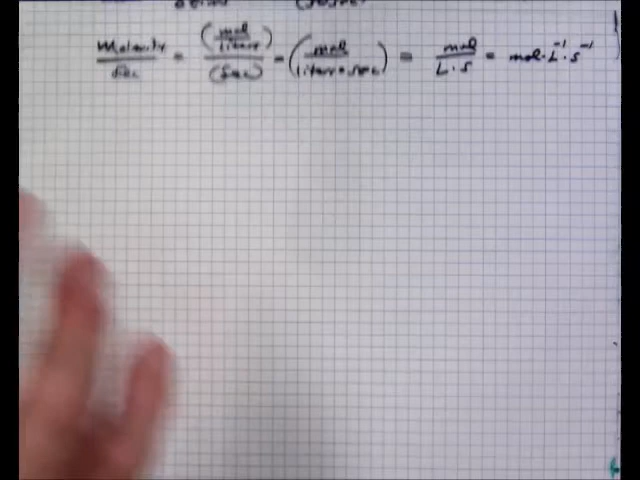 Molarity / Sec = (mol / liter) / (Sec) = (mol / liter • sec) = mol / L · s = mol · L⁻¹ · s⁻¹